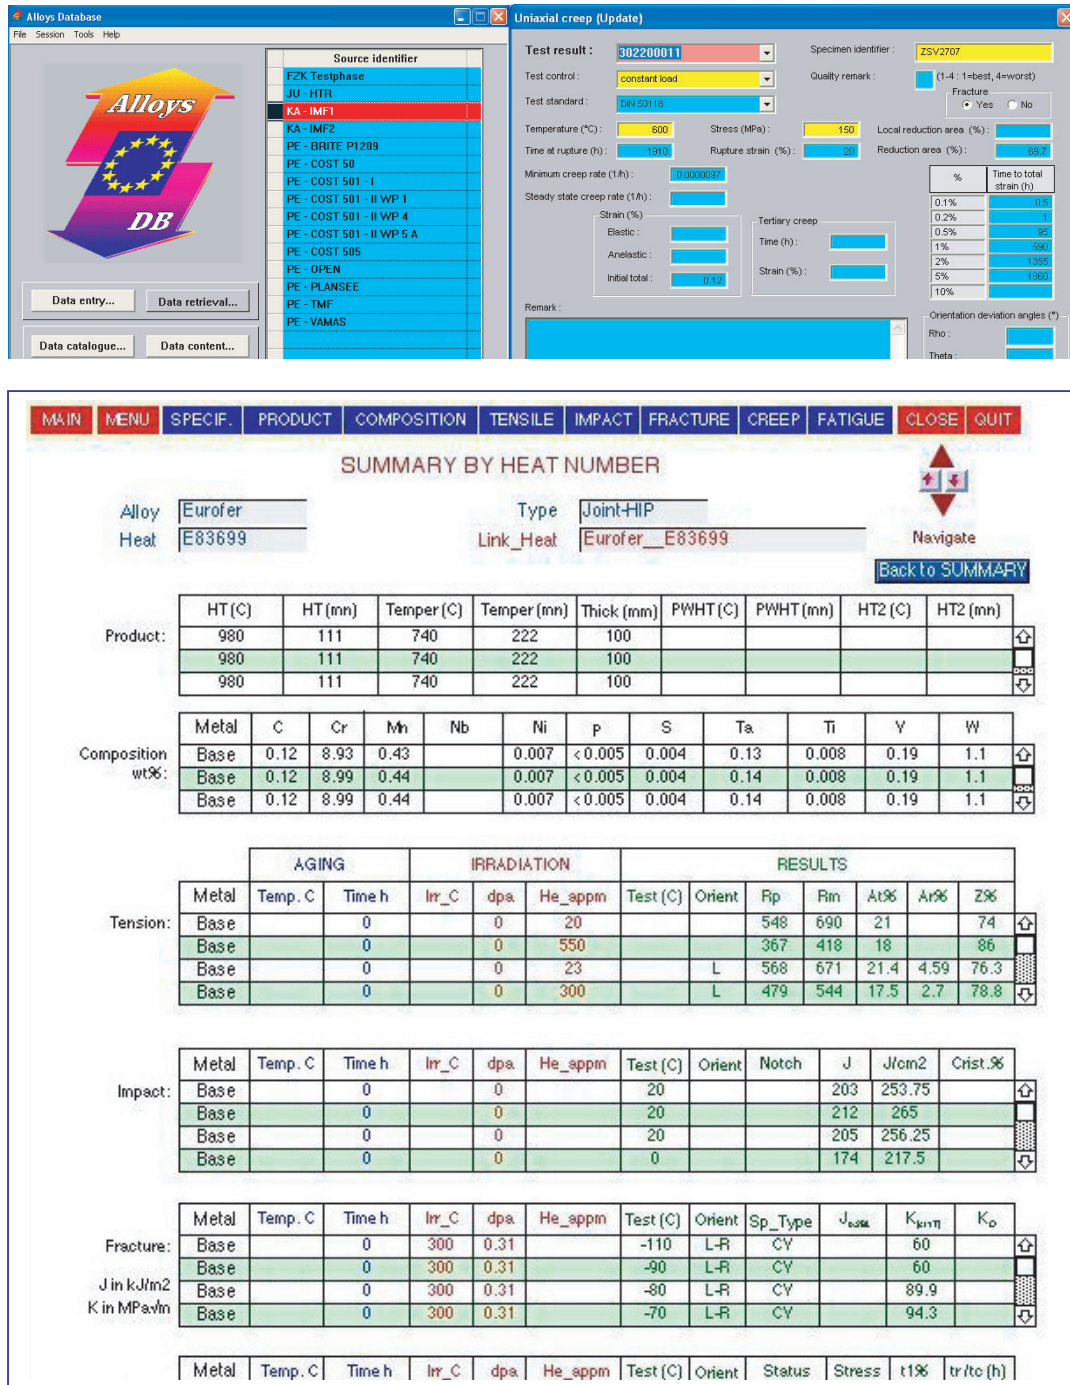 Alloys Database
File Session Tools Help
Alloys
DB
Data entry... Data retrieval...
Data catalogue... Data content...
Source identifier
FZK Testphase
JU - HTR
KA - IMF1
KA - IMF2
PE - BRITE P1209
PE - COST 50
PE - COST 501 - I
PE - COST 501 - II WP 1
PE - COST 501 - II WP 4
PE - COST 501 - II WP 5 A
PE - COST 505
PE - OPEN
PE - PLANSEE
PE - TMF
PE - VAMAS
Uniaxial creep (Update)
Test result : 302200011 Specimen identifier : ZSV2707
Test control : constant load Quality remark : (1-4 : 1=best, 4=worst)
Fracture
Yes No
Test standard : DIN 50118
Temperature (°C) : 600 Stress (MPa) : 150 Local reduction area (%) :
Time at rupture (h) : 1910 Rupture strain (%) : 20 Reduction area (%) : 69.7
Minimum creep rate (1/h) : 0.0000097
Steady state creep rate (1/h) :
Strain (%)
Elastic :
Anelastic :
Initial total : 0.12
Tertiary creep
Time (h) :
Strain (%) :
% Time to total strain (h)
0.1% 0.5
0.2% 1
0.5% 95
1% 590
2% 1355
5% 1860
10%
Remark :
Orientation deviation angles (°)
Rho :
Theta :
MAIN MENU SPECIF. PRODUCT COMPOSITION TENSILE IMPACT FRACTURE CREEP FATIGUE CLOSE QUIT
SUMMARY BY HEAT NUMBER
Alloy Eurofer Type Joint-HIP
Heat E83699 Link_Heat Eurofer__E83699 Navigate
Back to SUMMARY
HT (C) HT (mn) Temper (C) Temper (mn) Thick (mm) PWHT (C) PWHT (mn) HT2 (C) HT2 (mn)
Product: 980 111 740 222 100
980 111 740 222 100
980 111 740 222 100
Metal C Cr Mn Nb Ni P S Ta Ti Y W
Composition Base 0.12 8.93 0.43 0.007 <0.005 0.004 0.13 0.008 0.19 1.1
wt%: Base 0.12 8.99 0.44 0.007 <0.005 0.004 0.14 0.008 0.19 1.1
Base 0.12 8.99 0.44 0.007 <0.005 0.004 0.14 0.008 0.19 1.1
AGING IRRADIATION RESULTS
Metal Temp. C Time h Irr_C dpa He_appm Test (C) Orient Rp Rm At% Ar% Z%
Tension: Base 0 0 20 548 690 21 74
Base 0 0 550 367 418 18 86
Base 0 0 23 L 568 671 21.4 4.59 76.3
Base 0 0 300 L 479 544 17.5 2.7 78.8
Metal Temp. C Time h Irr_C dpa He_appm Test (C) Orient Notch J J/cm2 Crist.%
Impact: Base 0 0 20 203 253.75
Base 0 0 20 212 265
Base 0 0 20 205 256.25
Base 0 0 0 174 217.5
Metal Temp. C Time h Irr_C dpa He_appm Test (C) Orient Sp_Type
Fracture: Base 0 300 0.31 -110 L-R CY 60
Base 0 300 0.31 -90 L-R CY 60
J in kJ/m2 Base 0 300 0.31 -80 L-R CY 89.9
K in MPa√m Base 0 300 0.31 -70 L-R CY 94.3
Metal Temp. C Time h Irr_C dpa He_appm Test (C) Orient Status Stress t1% tr/tc (h)